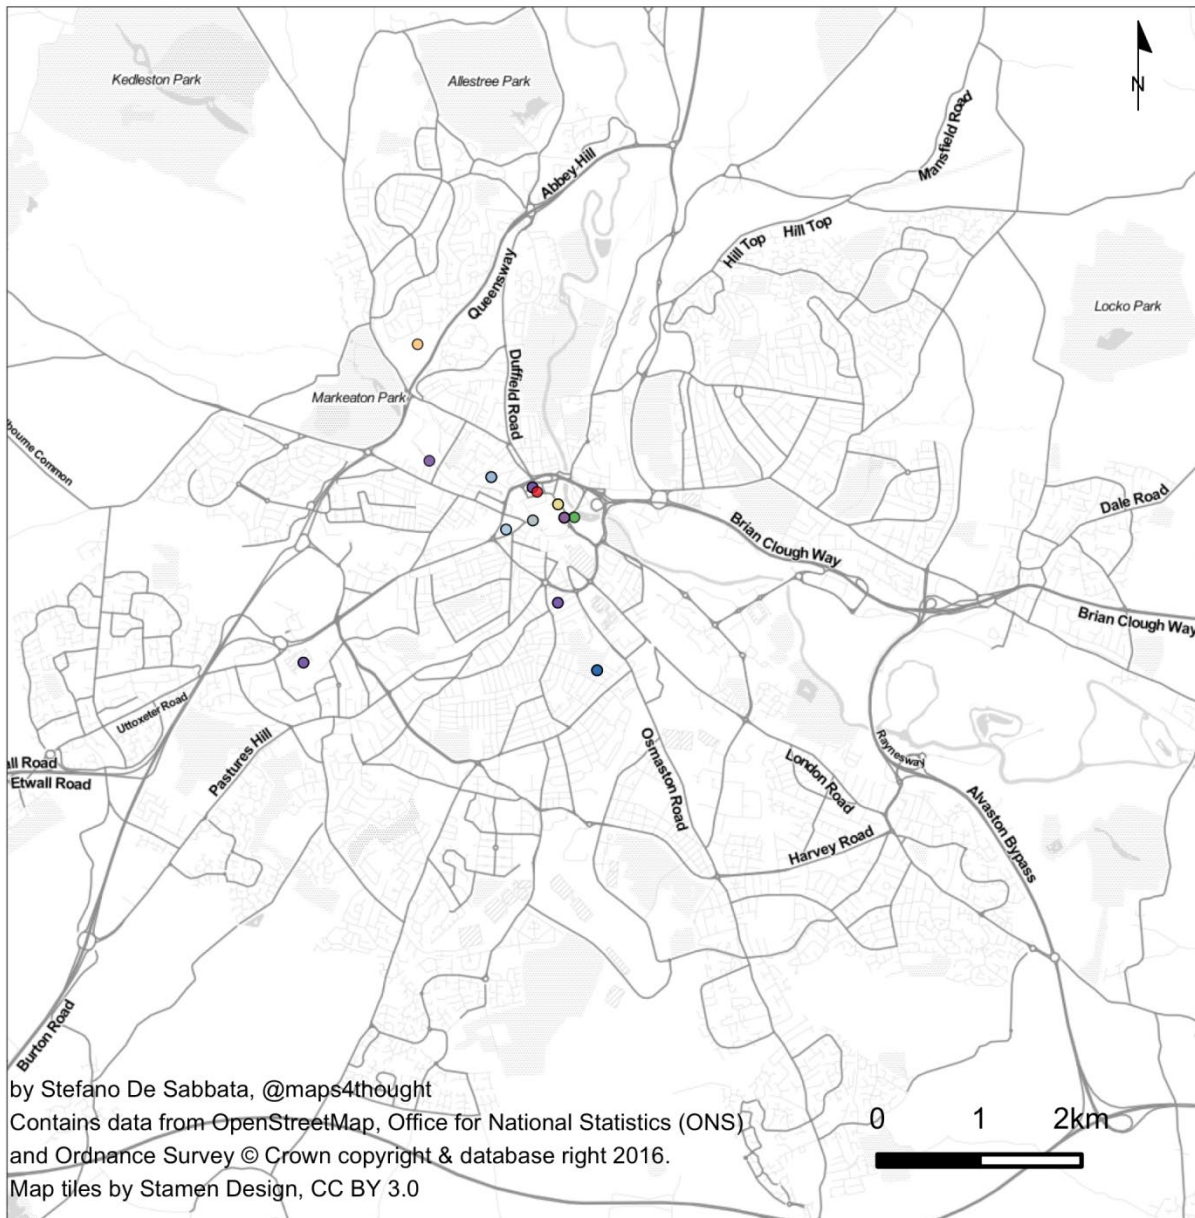 Kedleston Park
Allestree Park
N
Mansfield Road
Abbey Hill
Hill Top
Hill Top
Queensway
Locko Park
Duffield Road
Markeaton Park
bourne Common
Dale Road
Brian Clough Way
Brian Clough Way
Uttoxeter Road
Pastures Hill
all Road
Etwall Road
Osmaston Road
London Road
Raynesway
Alvaston Bypass
Harvey Road
Burton Road
by Stefano De Sabbata, @maps4thought
Contains data from OpenStreetMap, Office for National Statistics (ONS)
and Ordnance Survey © Crown copyright & database right 2016.
Map tiles by Stamen Design, CC BY 3.0
0 1 2km